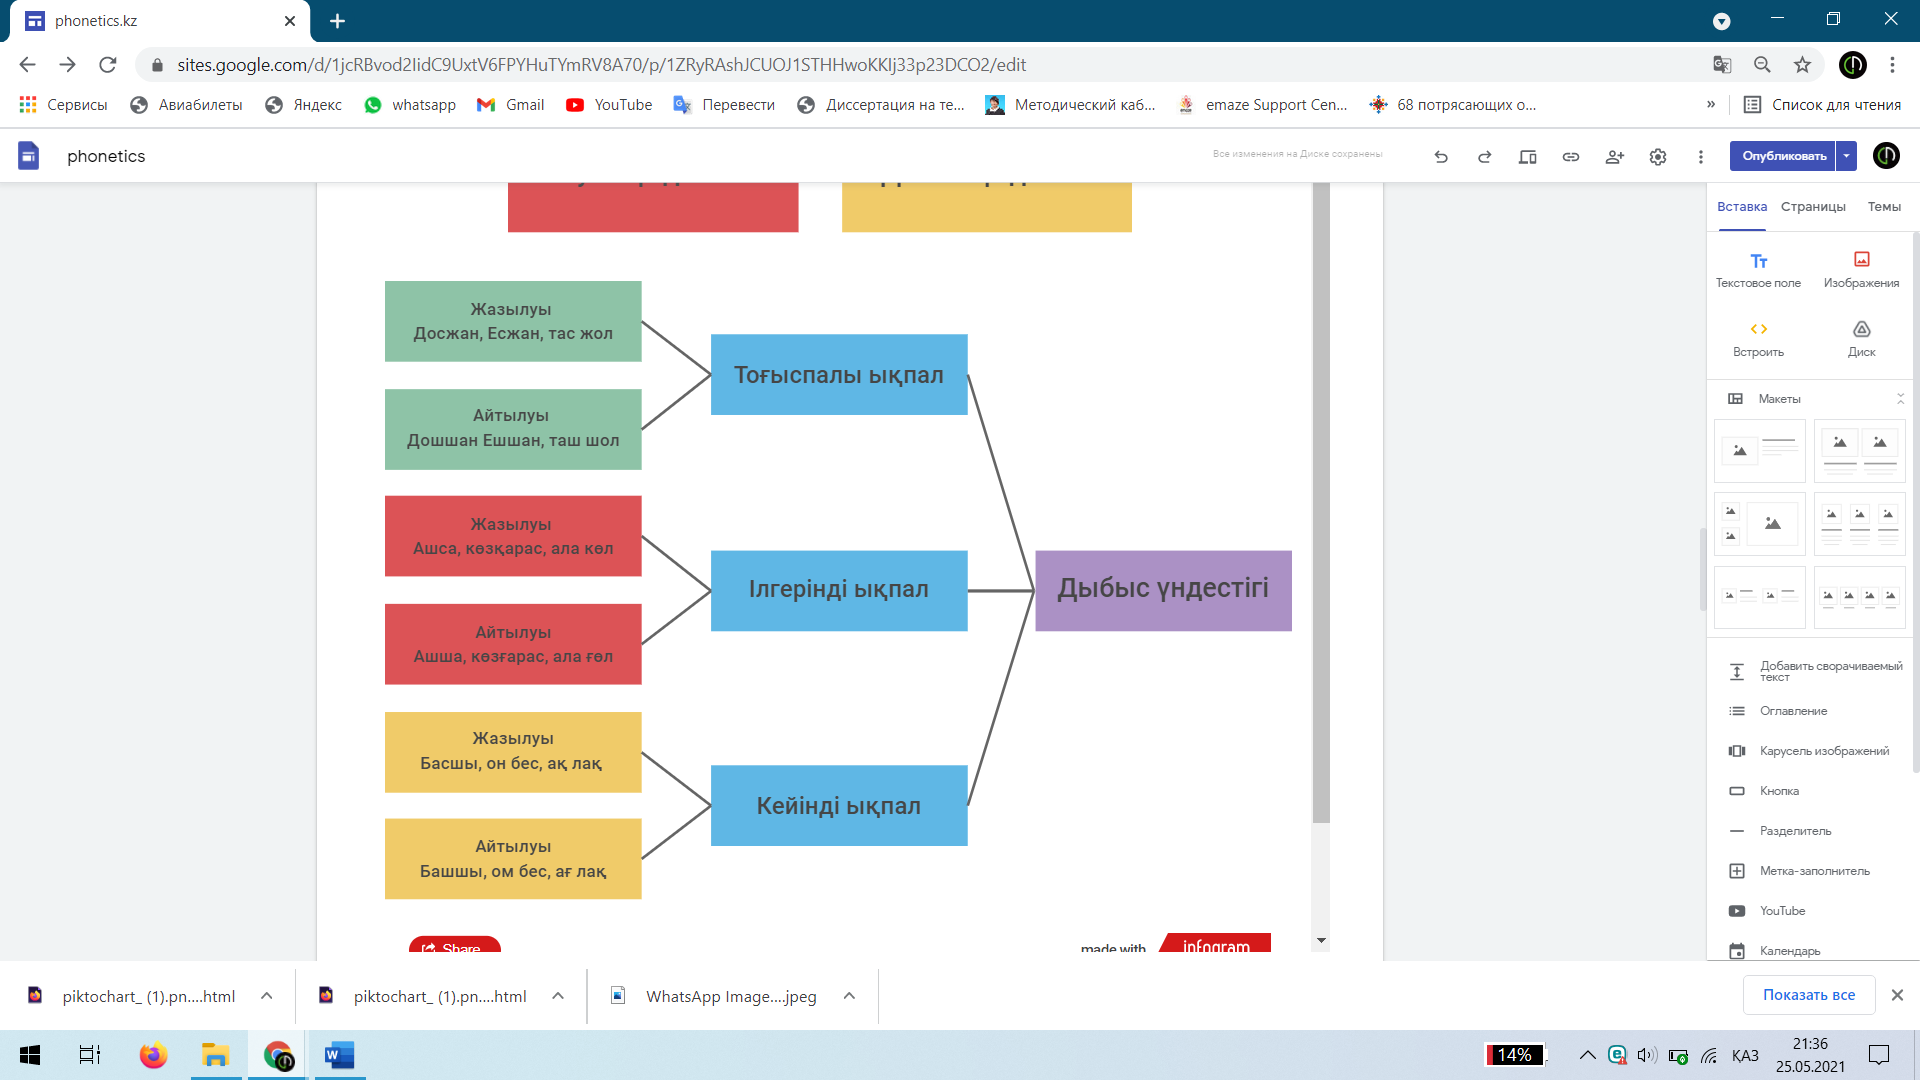 phonetics.kz
sites.google.com/d/1jcRBvod2IidC9UxtV6FPYHuTYmRV8A70/p/1ZRyRAshJCUOJ1STHHwoKKIj33p23DCO2/edit
Сервисы Авиабилеты Яндекс whatsapp Gmail YouTube Перевести Диссертация на те... Методический каб... emaze Support Cen... 68 потрясающих о... » Список для чтения
phonetics Все изменения на Диске сохранены Опубликовать
Вставка Страницы Темы
Текстовое поле Изображения
Встроить Диск
Макеты
Добавить сворачиваемый
текст
Оглавление
Карусель изображений
Кнопка
Разделитель
Метка-заполнитель
YouTube
Календарь
Жазылуы
Досжан, Есжан, тас жол
Айтылуы
Дошшан Ешшан, таш шол
Тоғыспалы ықпал
Жазылуы
Ашса, көзқарас, ала көл
Айтылуы
Ашша, көзғарас, ала ғөл
Ілгерінді ықпал
Дыбыс үндестігі
Жазылуы
Басшы, он бес, ақ лақ
Айтылуы
Башшы, ом бес, ағ лақ
Кейінді ықпал
Share made with infogram
piktochart_ (1).pn....html piktochart_ (1).pn....html WhatsApp Image....jpeg Показать все
14% ҚАЗ 21:36
25.05.2021